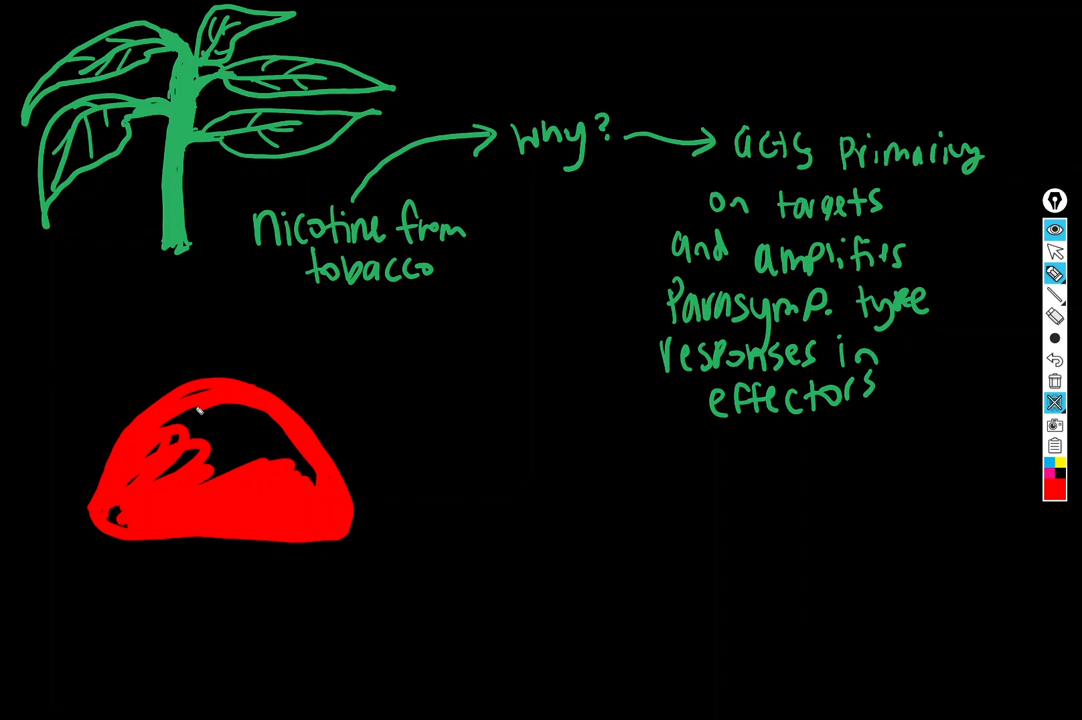 Why?
acts primarily
on targets
and amplifies
Parasymp. type
responses in
effectors
Nicotine from
tobacco